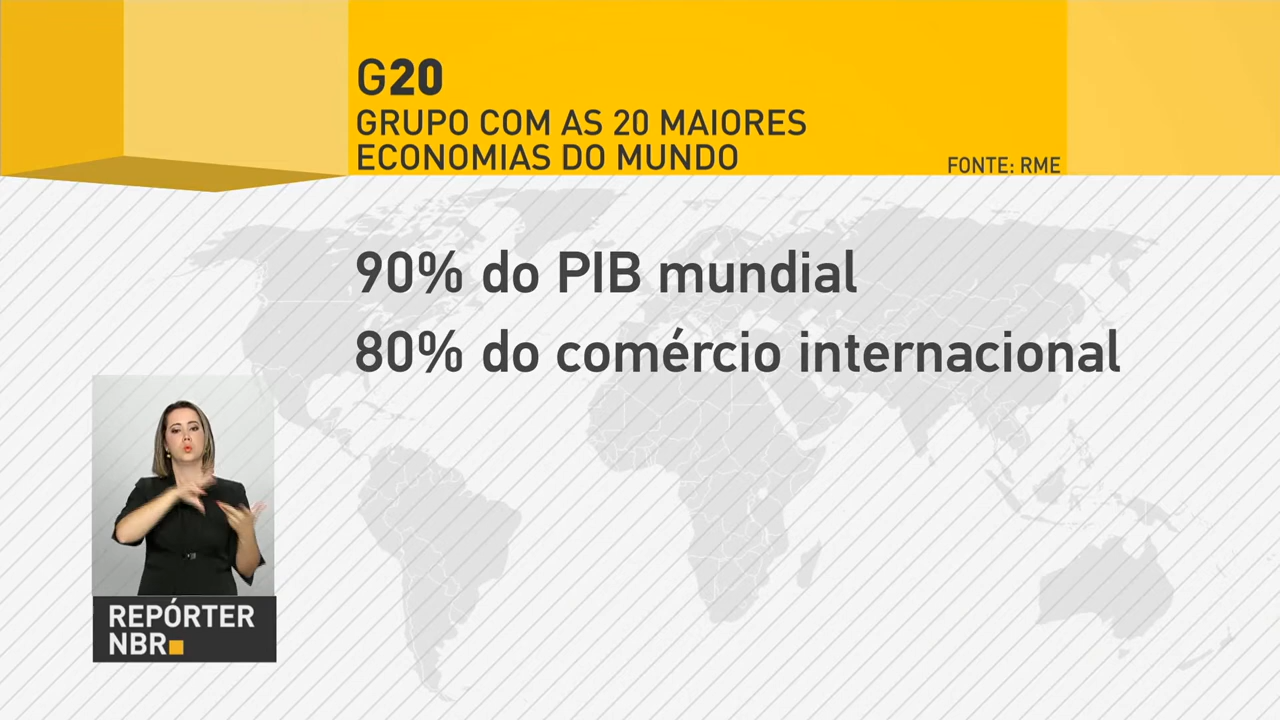 G20
GRUPO COM AS 20 MAIORES
ECONOMIAS DO MUNDO
FONTE: RME
90% do PIB mundial
80% do comércio internacional
REPÓRTER
NBR